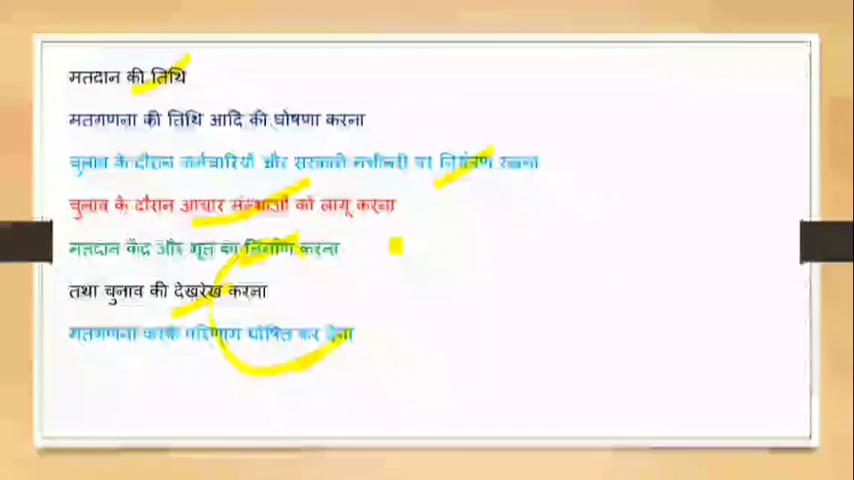 मतदान की तिथि
मतगणना की तिथि आदि की घोषणा करना
चुनाव के दौरान कर्मचारियों और सरकारी मशीनरी पर नियंत्रण रखना
चुनाव के दौरान आचार को लागू करना
मतदान केंद्र और बूथ का निर्माण करना
तथा चुनाव की देखरेख करना
मतगणना करके परिणाम घोषित कर देना